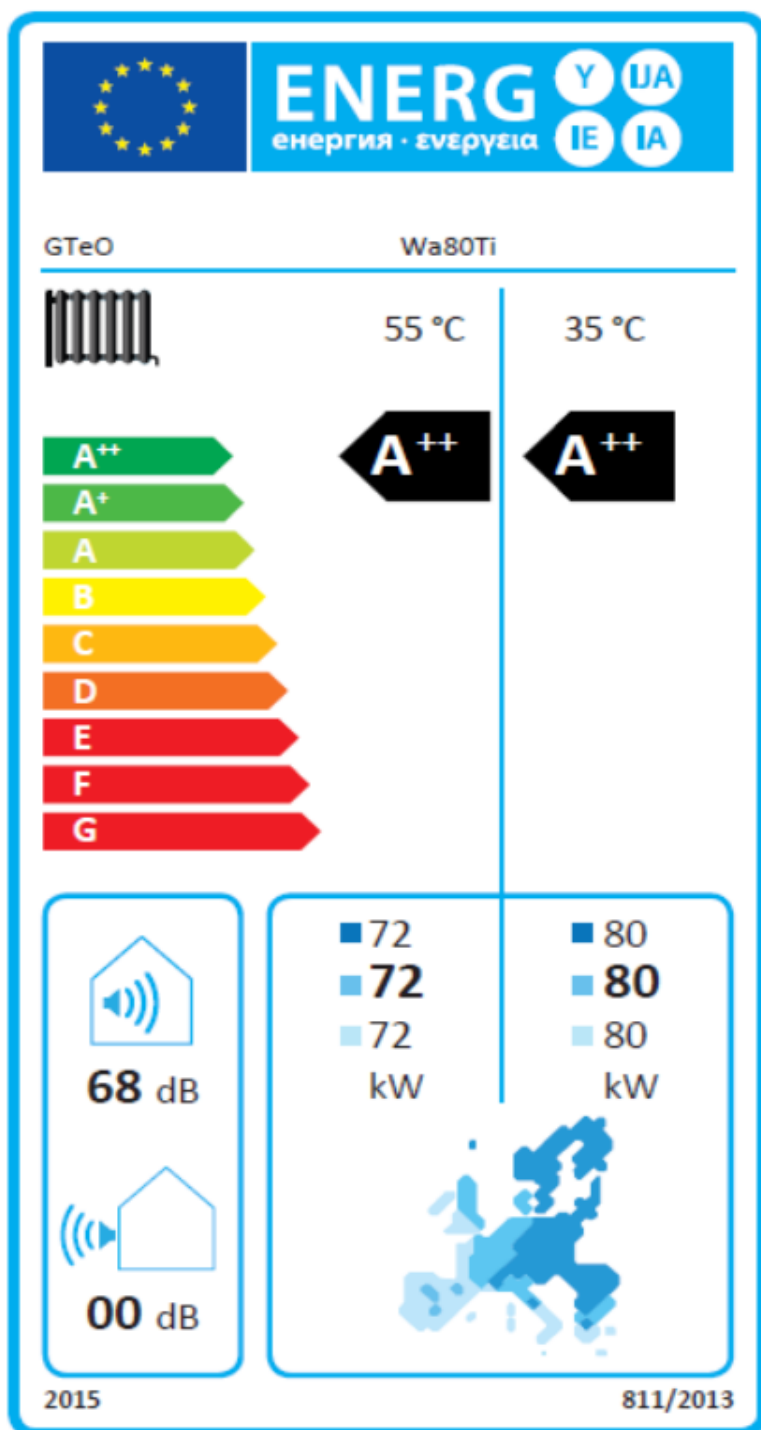 ENERG Y IJA
енергия · ενεργεια IE IA
GTeO Wa80Ti
55 °C 35 °C
A++ A++ A++
A+
A
B
C
D
E
F
G
72 80
72 80
72 80
kW kW
68 dB
00 dB
2015 811/2013